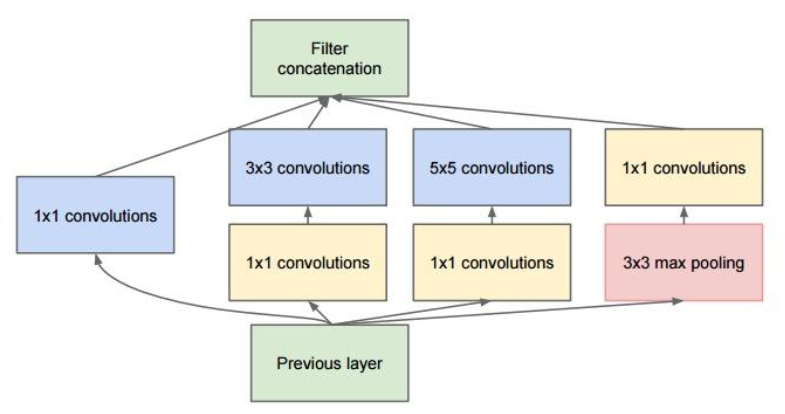 Filter
concatenation
3x3 convolutions
5x5 convolutions
1x1 convolutions
1x1 convolutions
1x1 convolutions
1x1 convolutions
3x3 max pooling
Previous layer